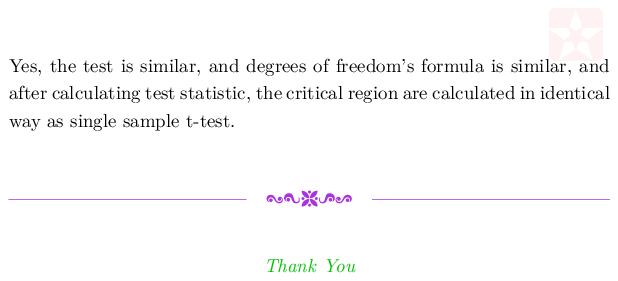 Yes, the test is similar, and degrees of freedom's formula is similar, and
after calculating test statistic, the critical region are calculated in identical
way as single sample t-test.
Thank You